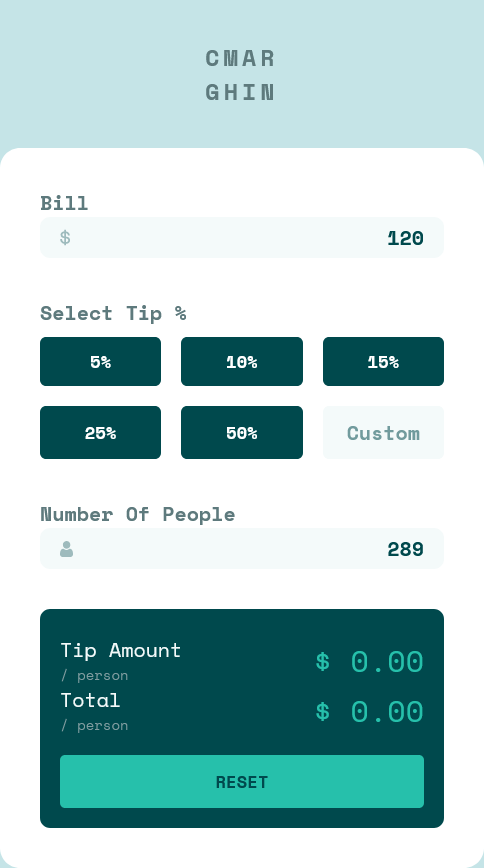 CMAR
GHIN
Bill
$ 120
Select Tip %
5% 10% 15%
25% 50% Custom
Number Of People
289
Tip Amount
/ person
$ 0.00
Total
/ person
$ 0.00
RESET